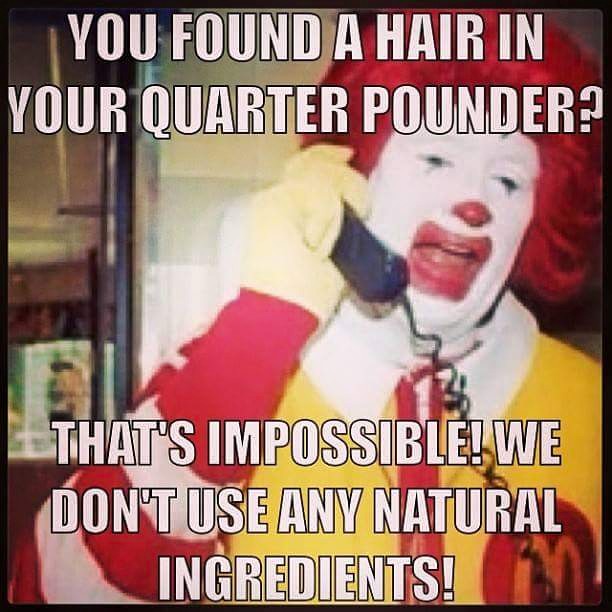 YOU FOUND A HAIR IN
YOUR QUARTER POUNDER?
THAT'S IMPOSSIBLE! WE
DON'T USE ANY NATURAL
INGREDIENTS!